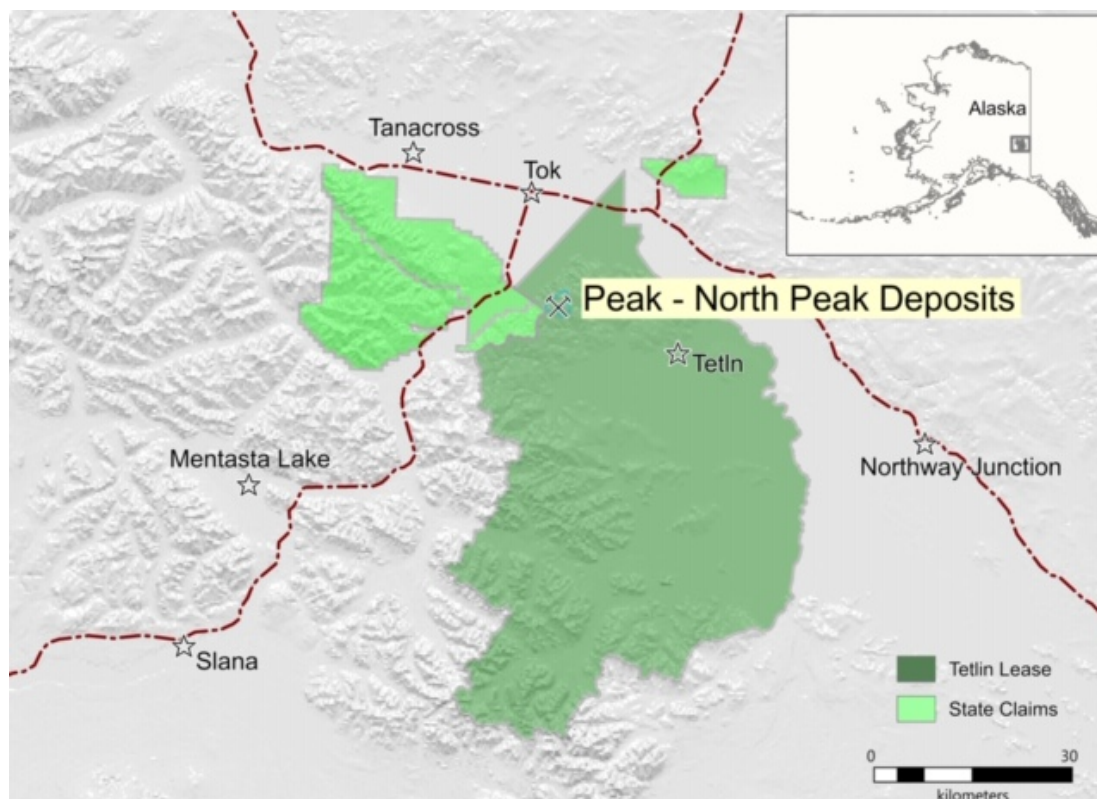 Alaska
Tanacross
Tok
Peak - North Peak Deposits
Tetln
Mentasta Lake
Northway Junction
Slana
Tetlin Lease
State Claims
0 30
kilometers